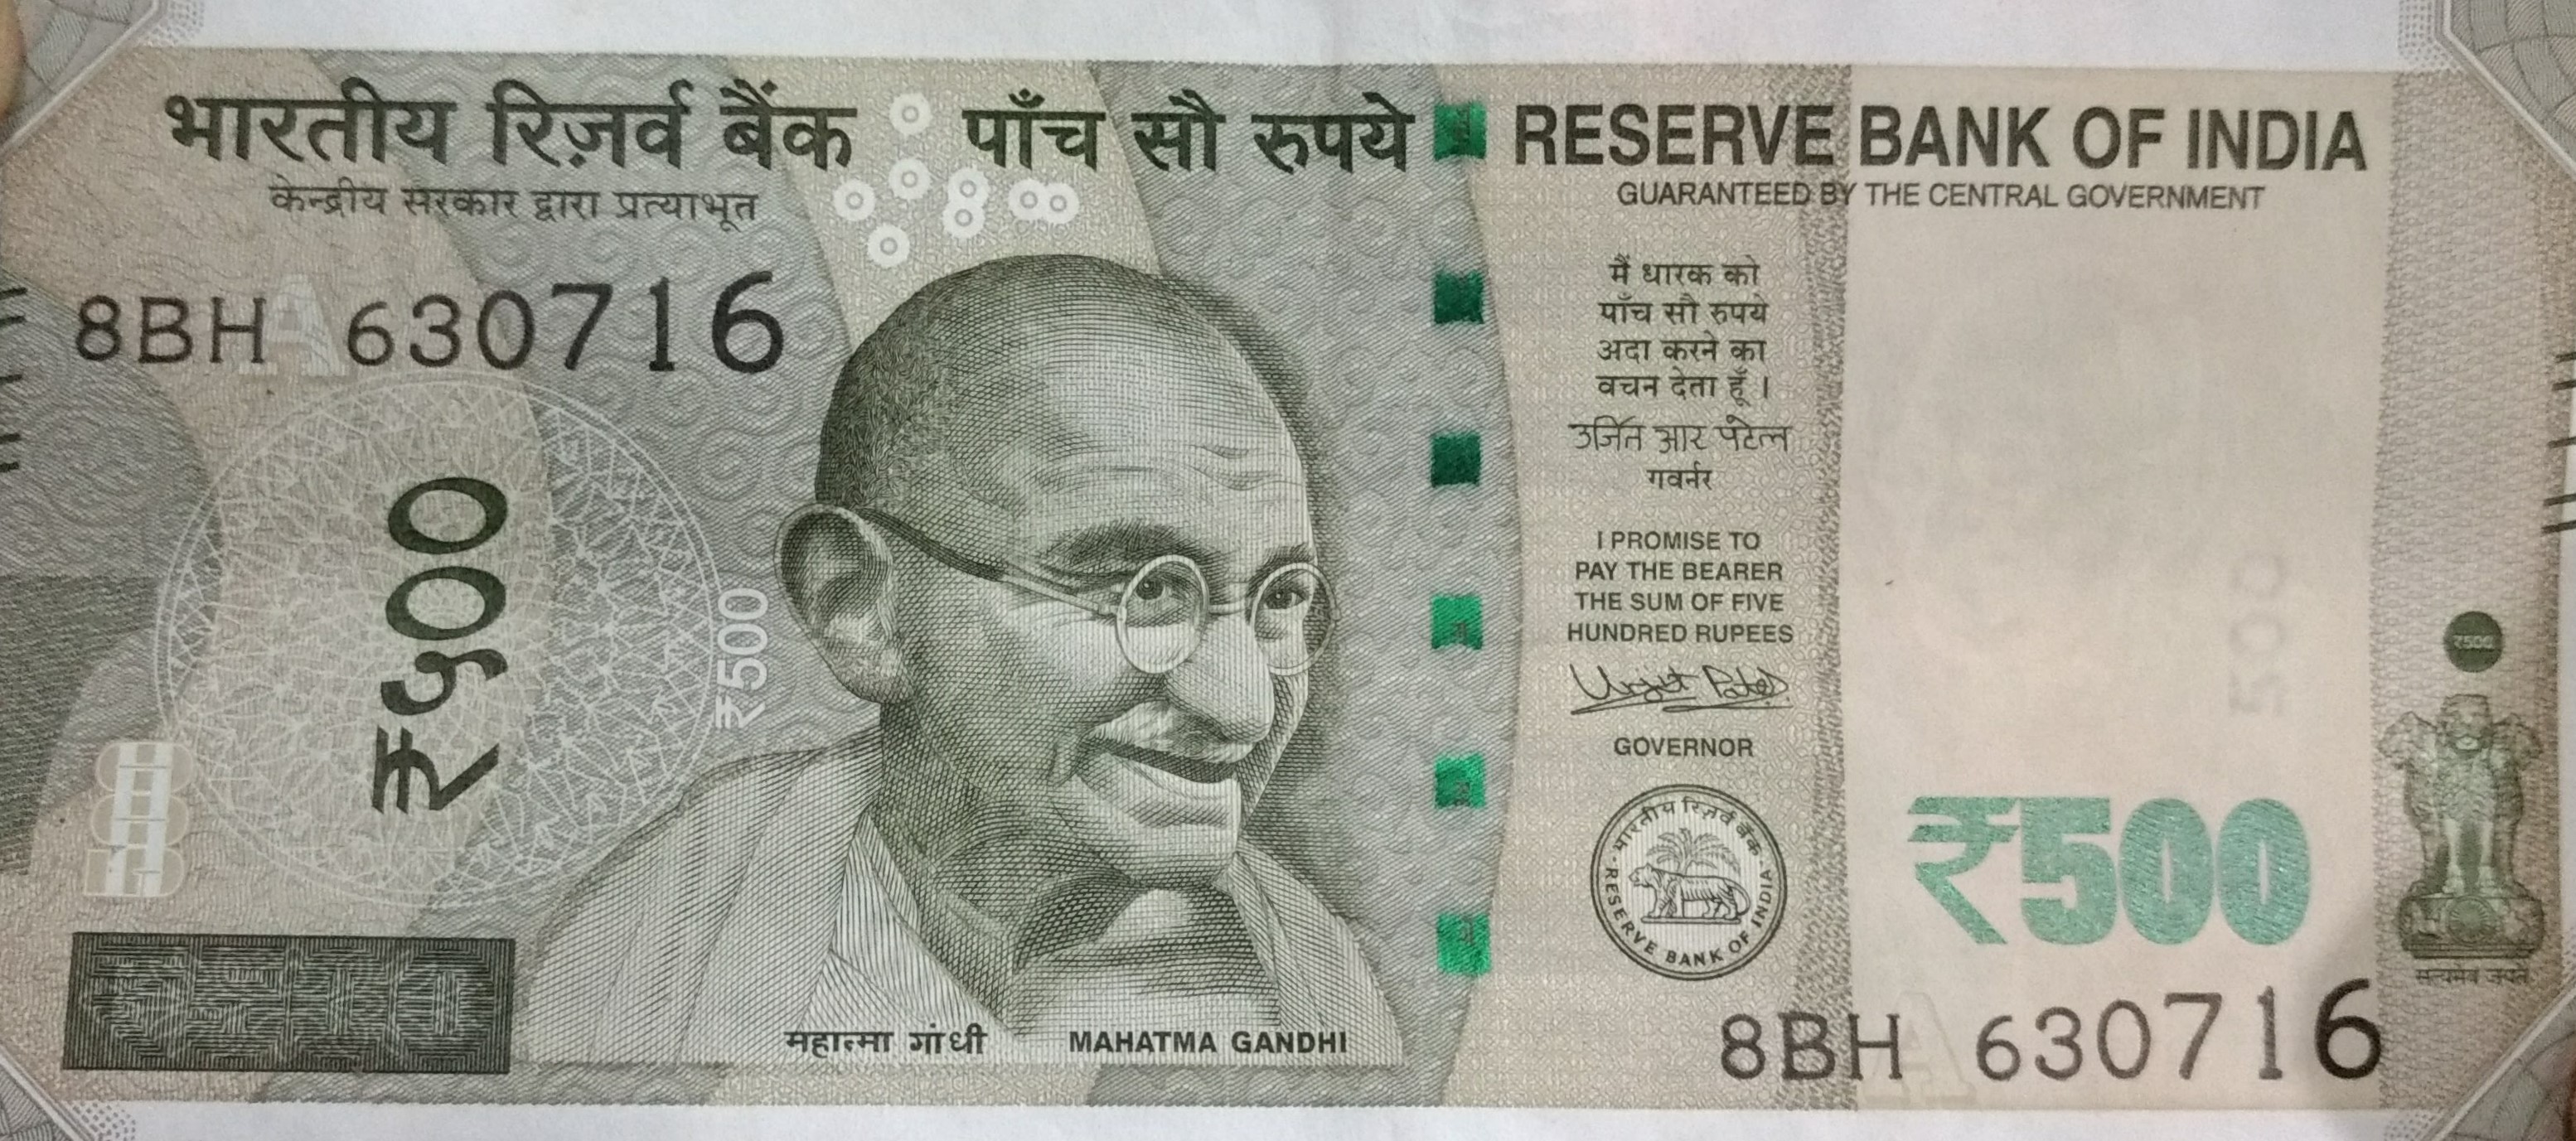 भारतीय रिज़र्व बैंक
पाँच सौ रुपये
RESERVE BANK OF INDIA
केन्द्रीय सरकार द्वारा प्रत्याभूत
GUARANTEED BY THE CENTRAL GOVERNMENT
8BH 630716
A
₹५००
₹500
मैं धारक को
पाँच सौ रुपये
अदा करने का
वचन देता हूँ ।
उर्जित आर पटेल
गवर्नर
I PROMISE TO
PAY THE BEARER
THE SUM OF FIVE
HUNDRED RUPEES
Urjit Patel
GOVERNOR
भारतीय रिज़र्व बैंक
RESERVE BANK OF INDIA
500
₹500
₹500
सत्यमेव जयते
महात्मा गांधी
MAHATMA GANDHI
8BH 630716
A